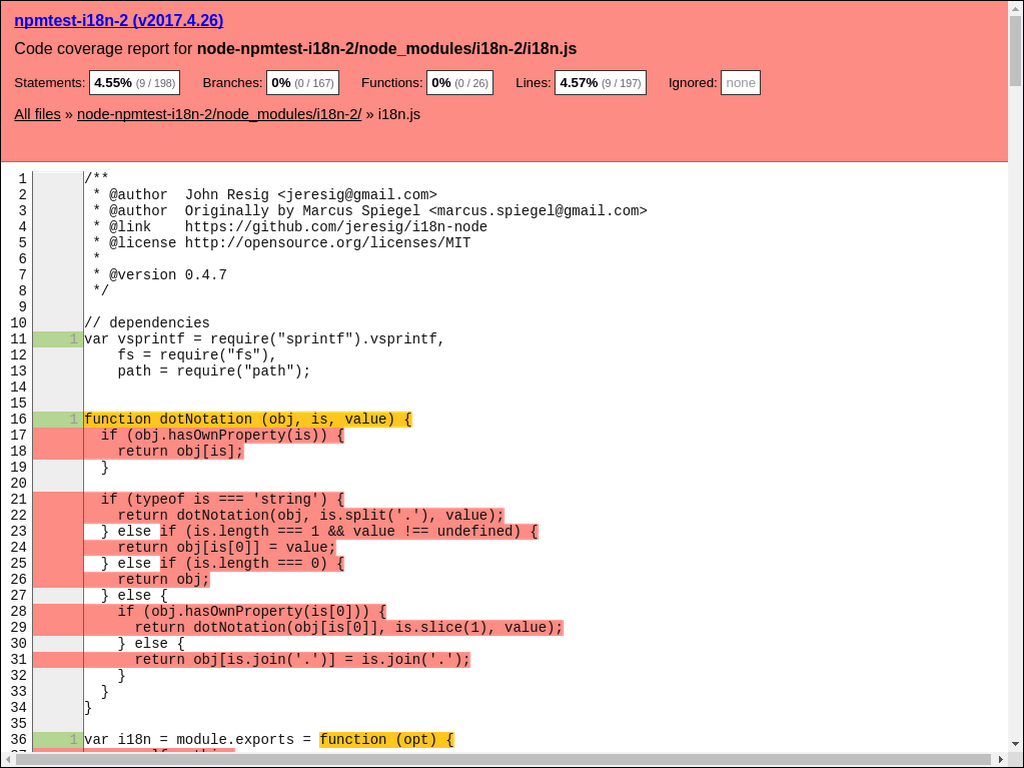 npmtest-i18n-2 (v2017.4.26)
Code coverage report for node-npmtest-i18n-2/node_modules/i18n-2/i18n.js
Statements: 4.55% (9 / 198) Branches: 0% (0 / 167) Functions: 0% (0 / 26) Lines: 4.57% (9 / 197) Ignored: none
All files » node-npmtest-i18n-2/node_modules/i18n-2/ » i18n.js
1 /**
2 * @author  John Resig <jeresig@gmail.com>
3 * @author  Originally by Marcus Spiegel <marcus.spiegel@gmail.com>
4 * @link    https://github.com/jeresig/i18n-node
5 * @license http://opensource.org/licenses/MIT
6 *
7 * @version 0.4.7
8 */
9
10 // dependencies
11 1 var vsprintf = require("sprintf").vsprintf,
12     fs = require("fs"),
13     path = require("path");
14
15
16 1 function dotNotation (obj, is, value) {
17   if (obj.hasOwnProperty(is)) {
18     return obj[is];
19   }
20
21   if (typeof is === 'string') {
22     return dotNotation(obj, is.split('.'), value);
23   } else if (is.length === 1 && value !== undefined) {
24     return obj[is[0]] = value;
25   } else if (is.length === 0) {
26     return obj;
27   } else {
28     if (obj.hasOwnProperty(is[0])) {
29       return dotNotation(obj[is[0]], is.slice(1), value);
30     } else {
31       return obj[is.join('.')] = is.join('.');
32     }
33   }
34 }
35
36 1 var i18n = module.exports = function (opt) {